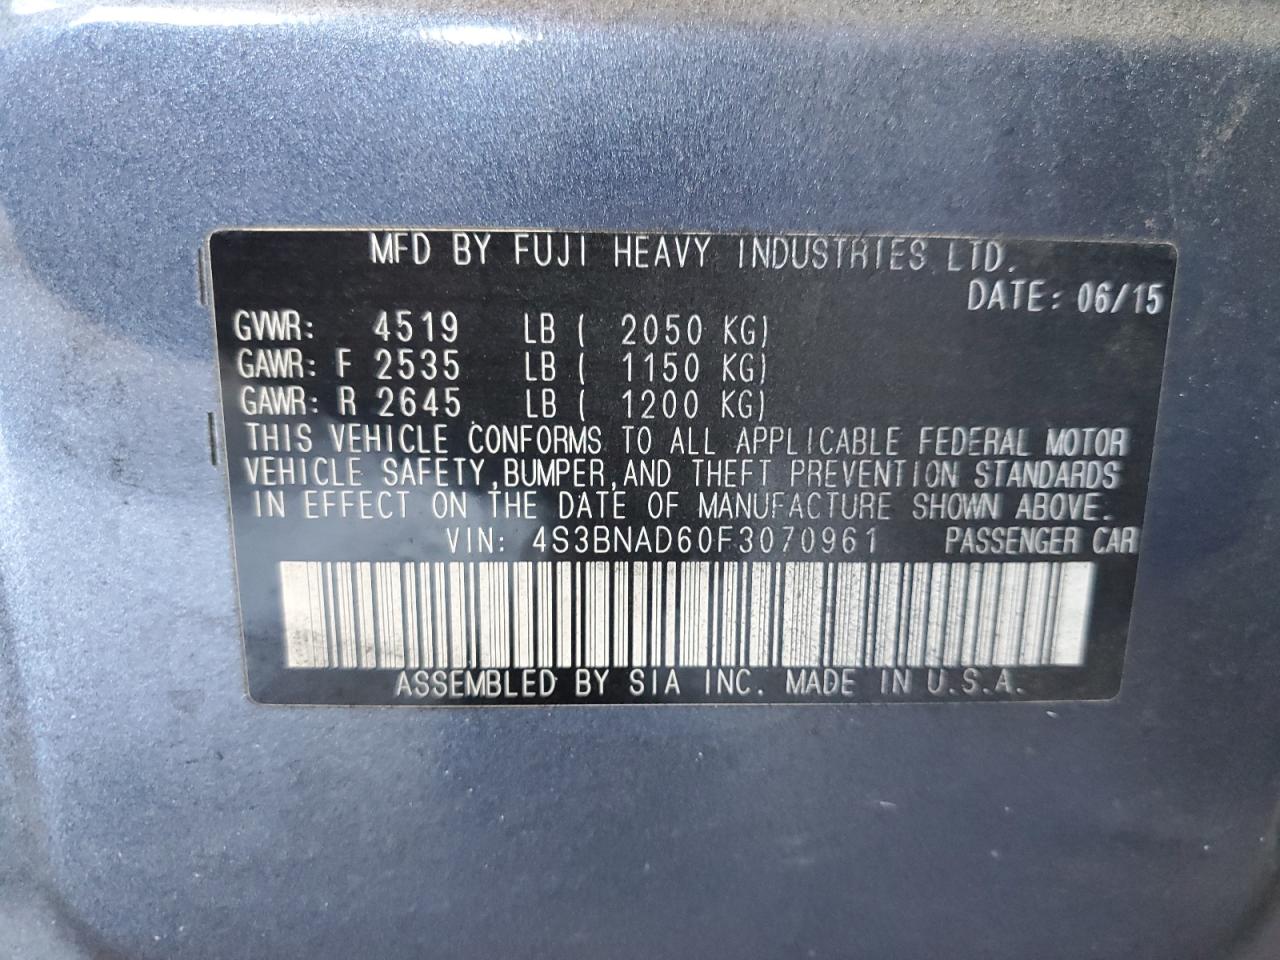 MFD BY FUJI HEAVY INDUSTRIES LTD.
DATE: 06/15
GVWR: 4519 LB ( 2050 KG)
GAWR: F 2535 LB ( 1150 KG)
GAWR: R 2645 LB ( 1200 KG)
THIS VEHICLE CONFORMS TO ALL APPLICABLE FEDERAL MOTOR
VEHICLE SAFETY,BUMPER,AND THEFT PREVENTION STANDARDS
IN EFFECT ON THE DATE OF MANUFACTURE SHOWN ABOVE.
VIN: 4S3BNAD60F3070961 PASSENGER CAR
ASSEMBLED BY SIA INC. MADE IN U.S.A.